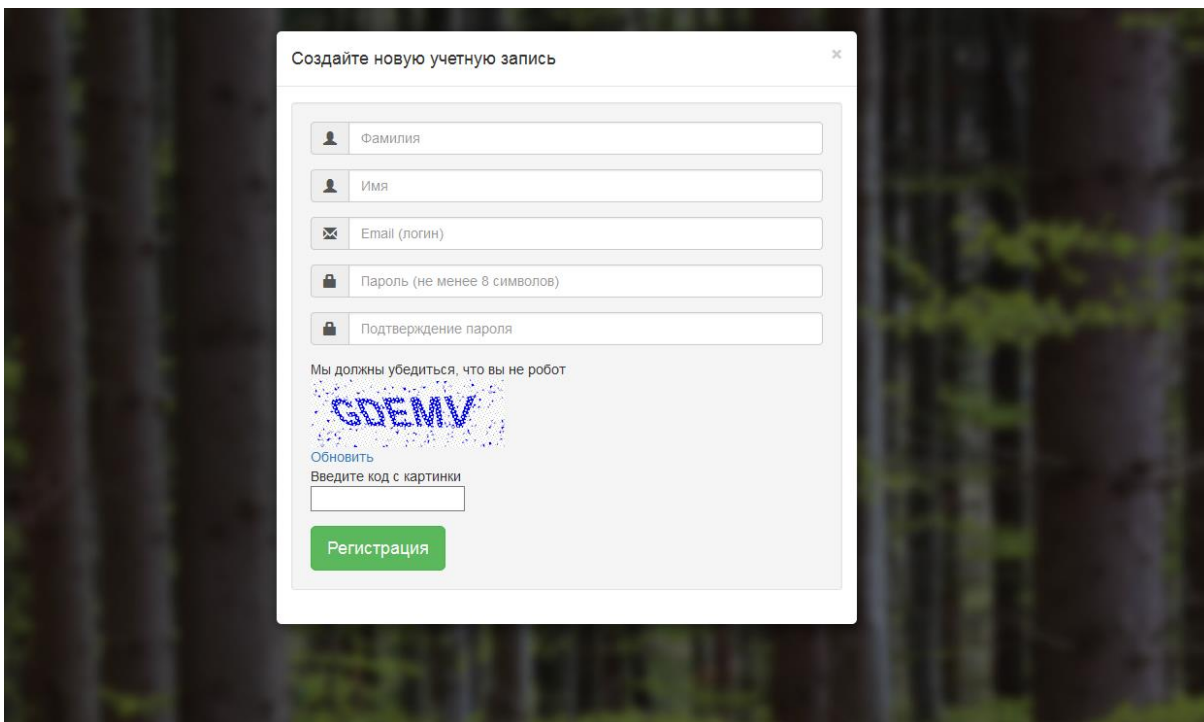 Создайте новую учетную запись
×
Фамилия
Имя
Email (логин)
Пароль (не менее 8 символов)
Подтверждение пароля
Мы должны убедиться, что вы не робот
GDEMV
Обновить
Введите код с картинки
Регистрация